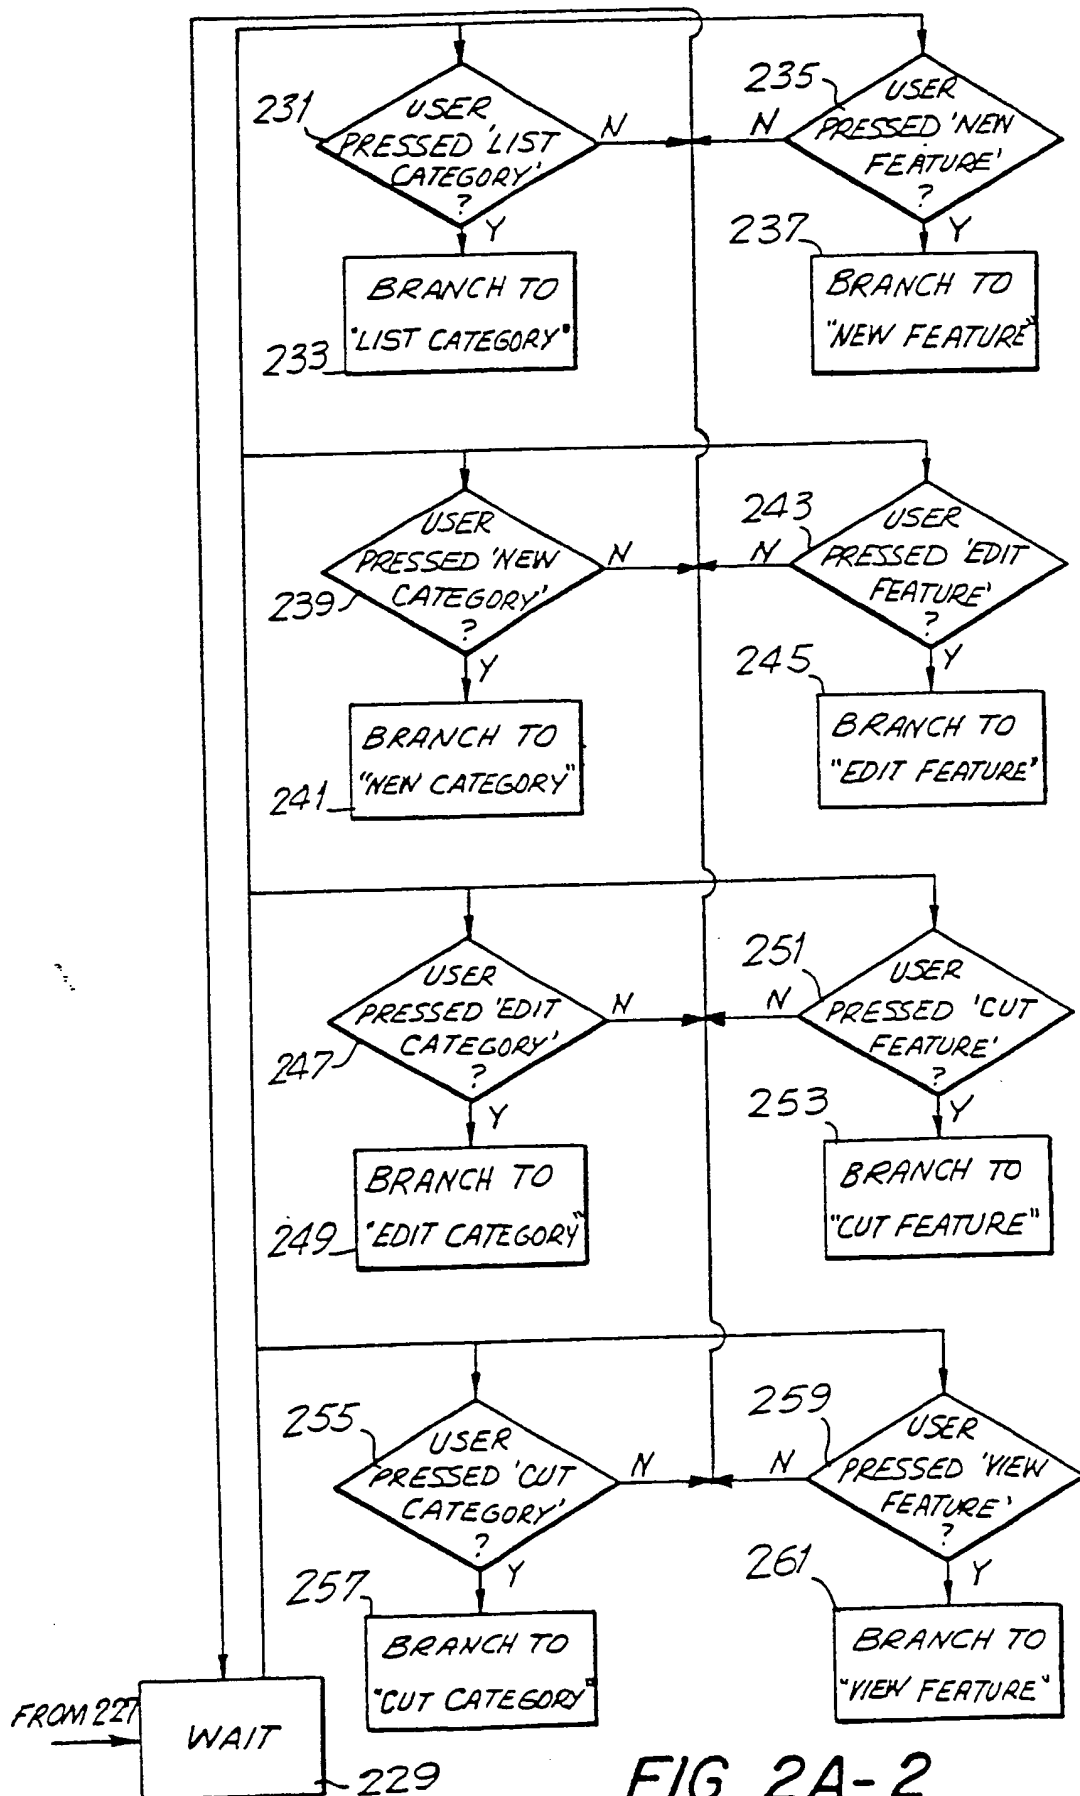 231
USER
PRESSED 'LIST
CATEGORY'
?
N
Y
BRANCH TO
"LIST CATEGORY"
233
235
USER
PRESSED 'NEW
FEATURE'
?
N
Y
237
BRANCH TO
"NEW FEATURE"
USER
PRESSED 'NEW
CATEGORY'
?
239
N
Y
BRANCH TO
"NEW CATEGORY"
241
243
USER
PRESSED 'EDIT
FEATURE'
?
N
Y
245
BRANCH TO
"EDIT FEATURE"
USER
PRESSED 'EDIT
CATEGORY'
?
247
N
Y
BRANCH TO
"EDIT CATEGORY"
249
251
USER
PRESSED 'CUT
FEATURE'
?
N
Y
253
BRANCH TO
"CUT FEATURE"
255
USER
PRESSED 'CUT
CATEGORY'
?
N
Y
257
BRANCH TO
"CUT CATEGORY"
259
USER
PRESSED 'VIEW
FEATURE'
?
N
Y
261
BRANCH TO
"VIEW FEATURE"
FROM 227
WAIT
229
FIG 2A-2